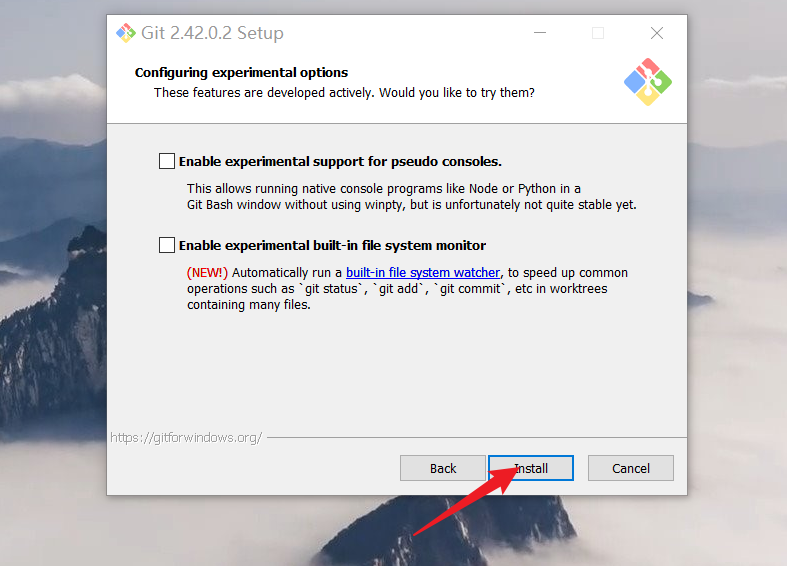 Git 2.42.0.2 Setup
Configuring experimental options
These features are developed actively. Would you like to try them?
Enable experimental support for pseudo consoles.
This allows running native console programs like Node or Python in a
Git Bash window without using winpty, but is unfortunately not quite stable yet.
Enable experimental built-in file system monitor
(NEW!) Automatically run a built-in file system watcher, to speed up common
operations such as `git status`, `git add`, `git commit`, etc in worktrees
containing many files.
https://gitforwindows.org/
Back
Install
Cancel